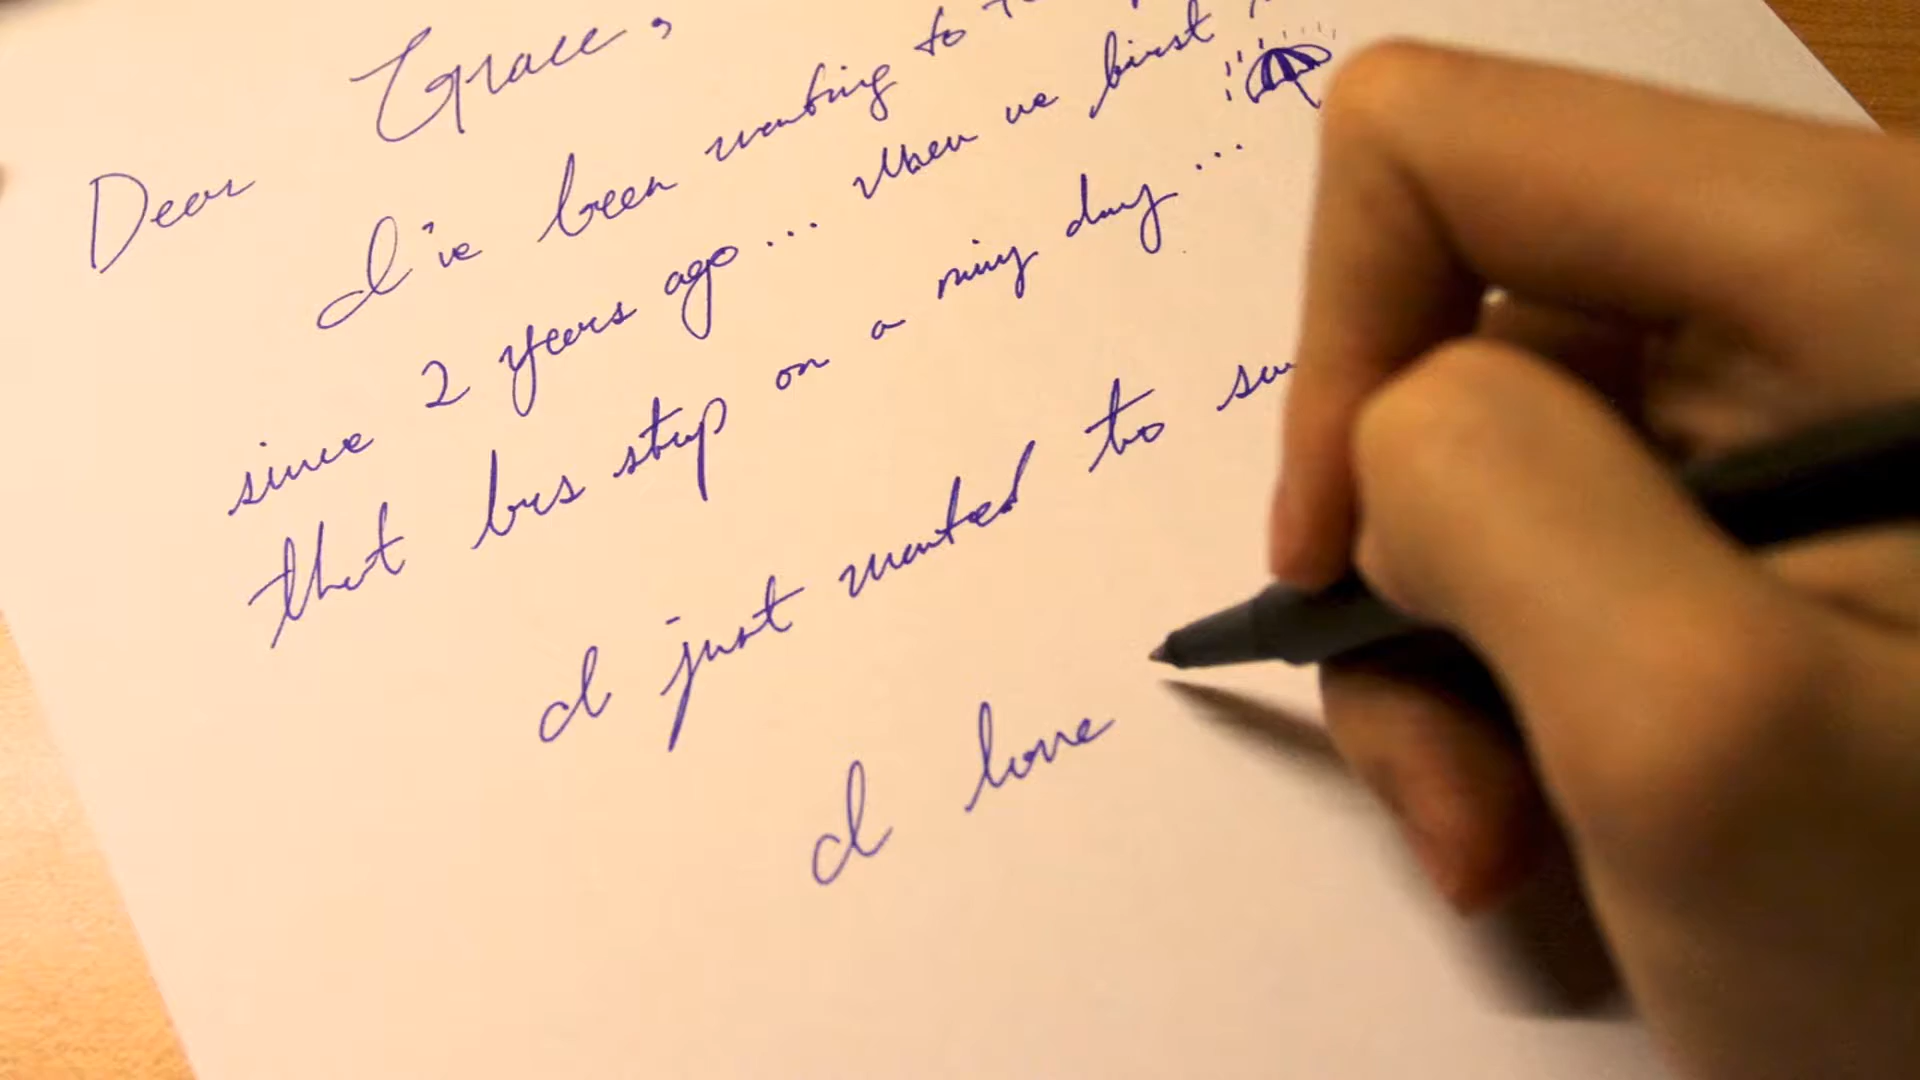 Dear Grace,
I've been wanting to
since 2 years ago... When we first
that bus stop on a rainy day...
I just wanted to
I love